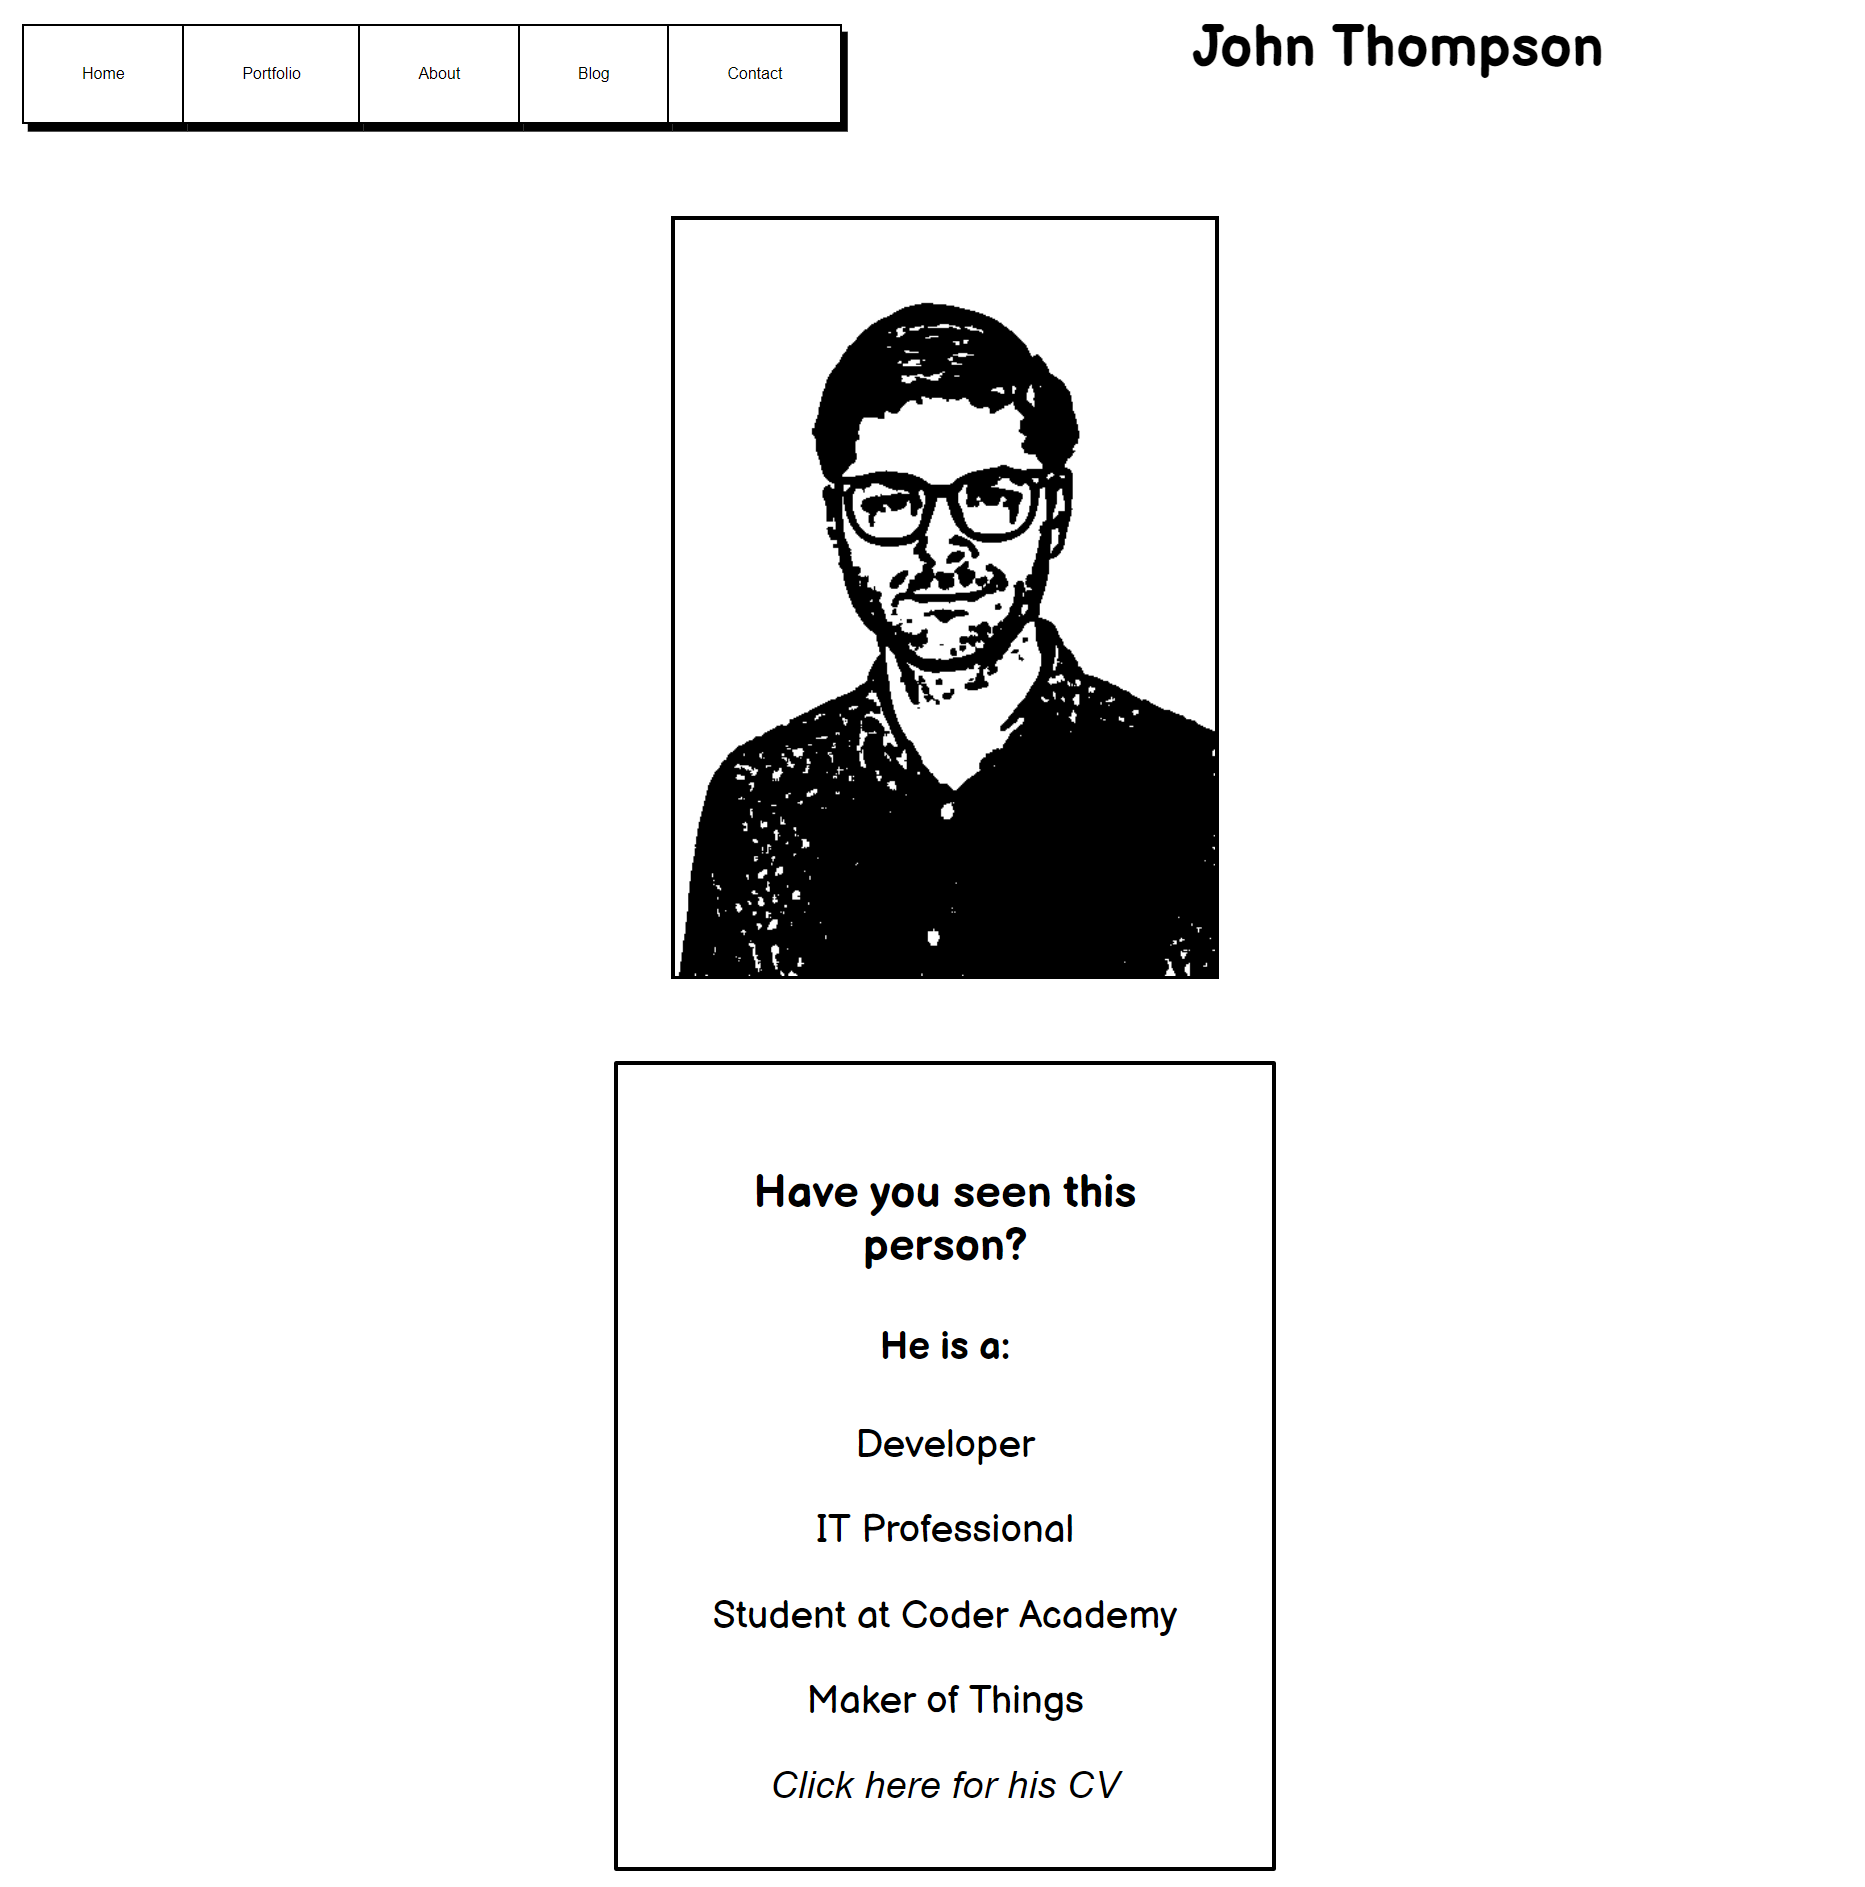 Home Portfolio About Blog Contact
John Thompson
Have you seen this
person?
He is a:
Developer
IT Professional
Student at Coder Academy
Maker of Things
Click here for his CV